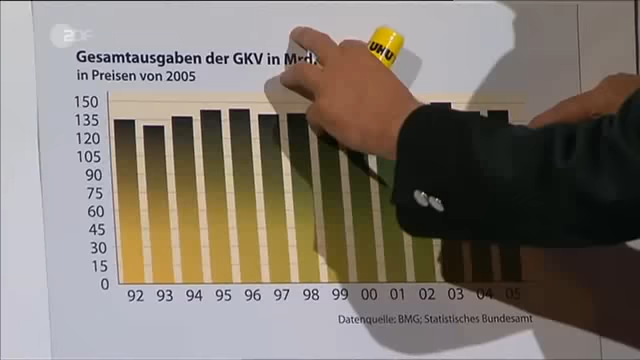 ZDF
Gesamtausgaben der GKV in Mrd.
in Preisen von 2005
UHU
150
135
120
105
90
75
60
45
30
15
0
92 93 94 95 96 97 98 99 00 01 02 03 04 05
Datenquelle: BMG; Statistisches Bundesamt